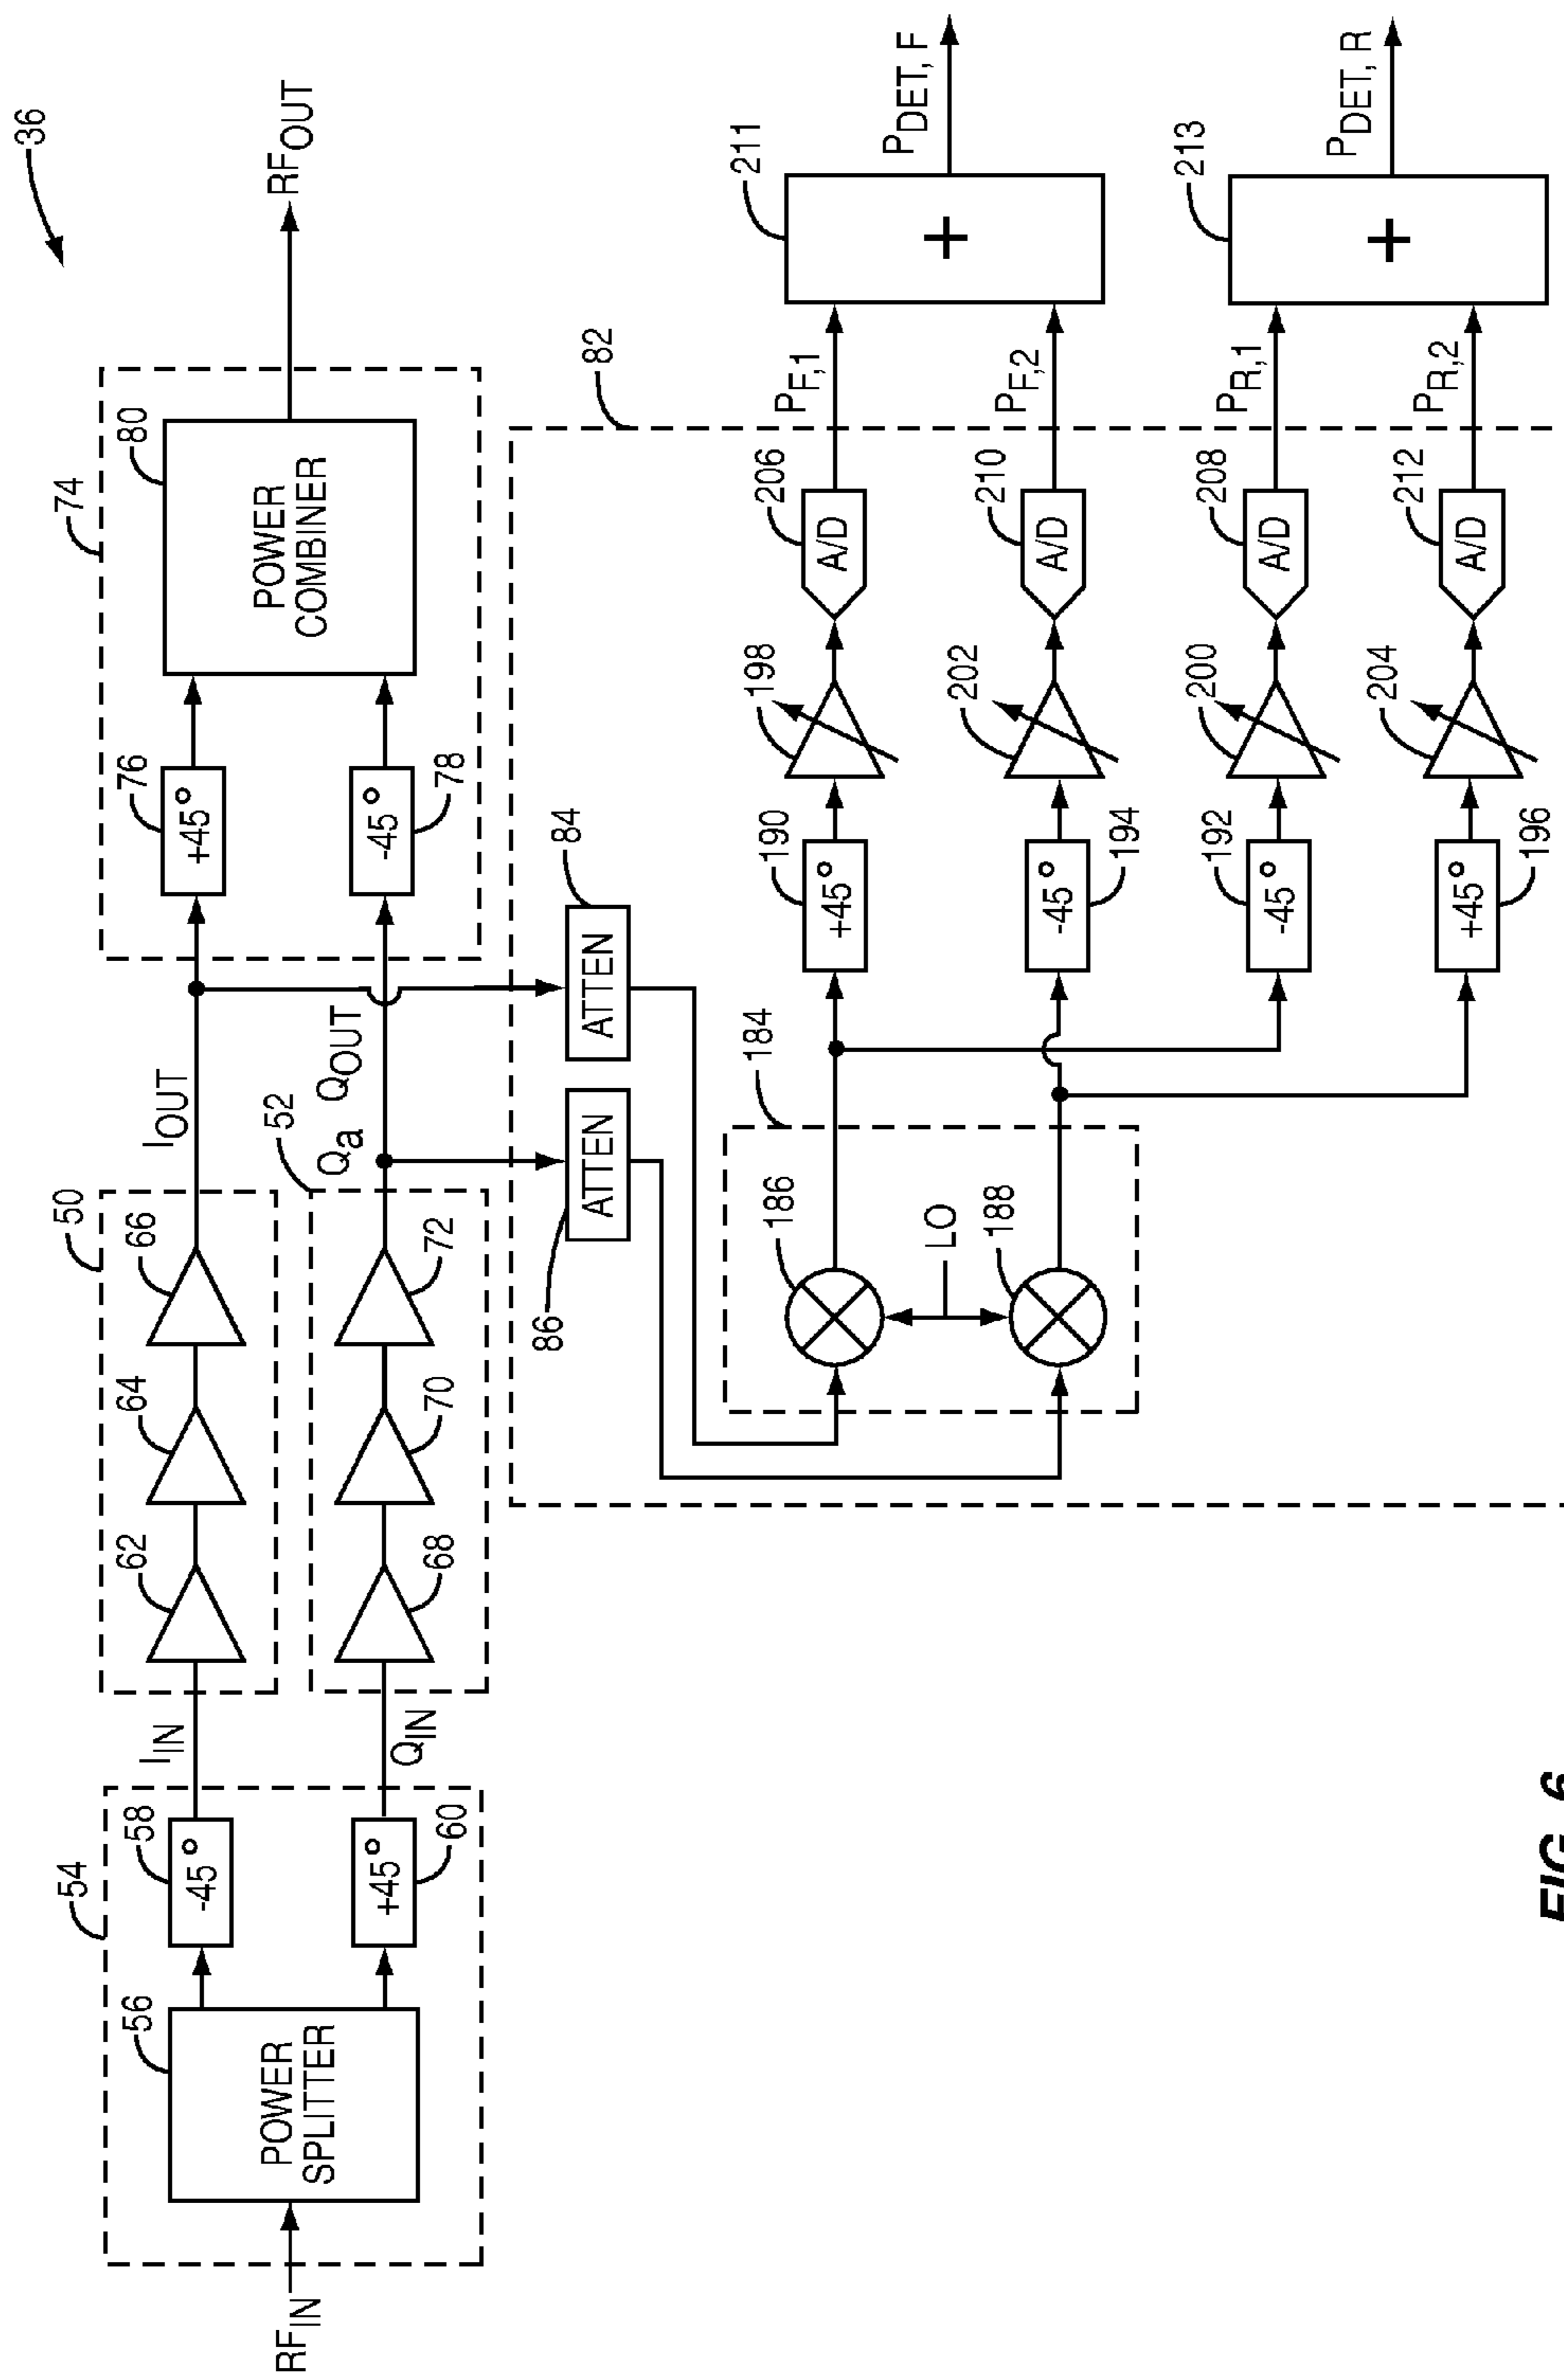 36
RF_IN
54
56
POWER
SPLITTER
58
-45°
+45°
60
I_IN
Q_IN
50
62
64
66
52
68
70
72
I_OUT
Q_a
Q_OUT
74
76
+45°
-45°
78
80
POWER
COMBINER
RF_OUT
82
86
ATTEN
84
ATTEN
184
186
LO
188
190
+45°
198
206
A/D
P_F,1
194
-45°
202
210
A/D
P_F,2
211
+
P_DET, F
192
-45°
200
208
A/D
P_R,1
196
+45°
204
212
A/D
P_R,2
213
+
P_DET, R
FIG. 6